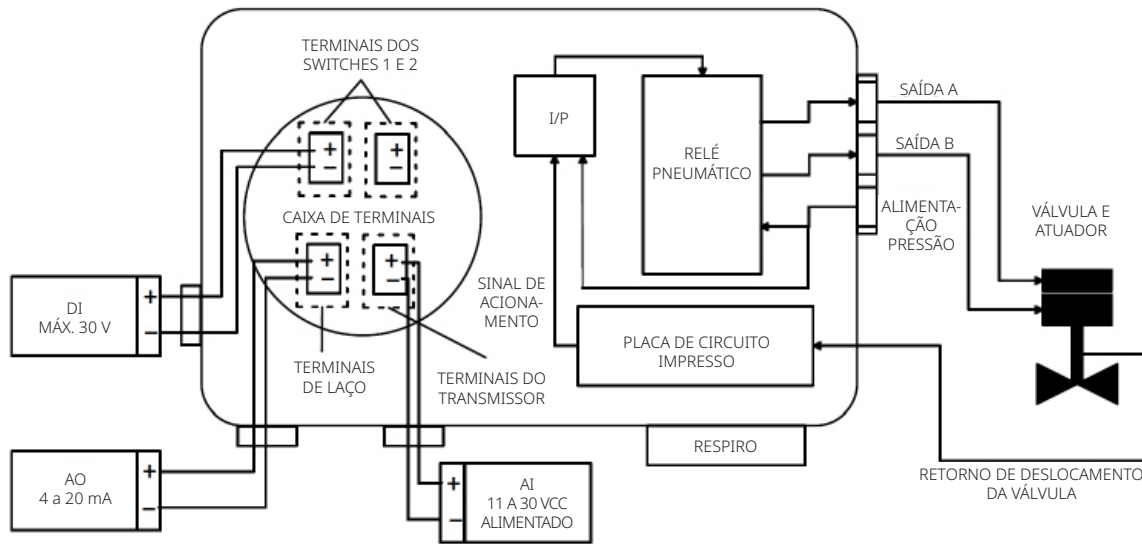 TERMINAIS DOS
SWITCHES 1 E 2
+
−
+
−
CAIXA DE TERMINAIS
+
−
+
−
I/P
RELÉ
PNEUMÁTICO
SAÍDA A
SAÍDA B
ALIMENTA-
ÇÃO
PRESSÃO
VÁLVULA E
ATUADOR
SINAL DE
ACIONA-
MENTO
PLACA DE CIRCUITO
IMPRESSO
DI
MÁX. 30 V
+
−
TERMINAIS
DE LAÇO
TERMINAIS DO
TRANSMISSOR
RESPIRO
AO
4 a 20 mA
+
−
AI
11 A 30 VCC
ALIMENTADO
+
−
RETORNO DE DESLOCAMENTO
DA VÁLVULA